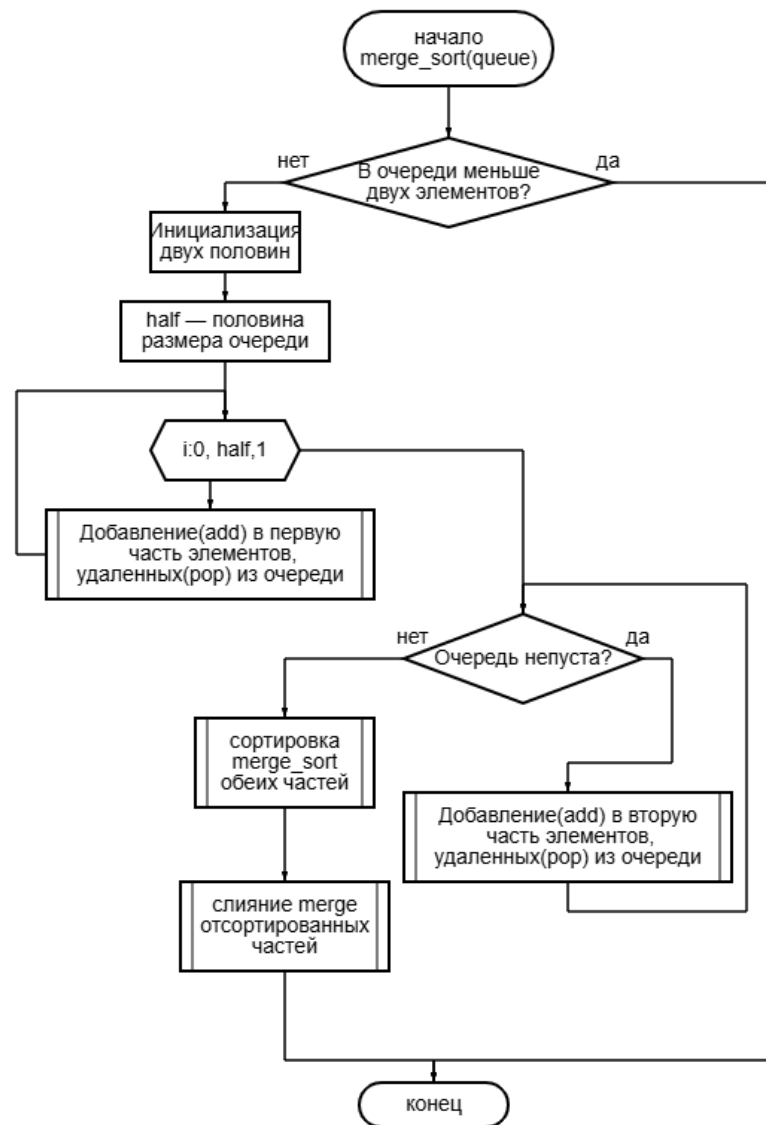 начало
merge_sort(queue)
нет
В очереди меньше
двух элементов?
да
Инициализация
двух половин
half — половина
размера очереди
i:0, half,1
Добавление(add) в первую
часть элементов,
удаленных(pop) из очереди
нет
Очередь непуста?
да
сортировка
merge_sort
обеих частей
Добавление(add) в вторую
часть элементов,
удаленных(pop) из очереди
слияние merge
отсортированных
частей
конец